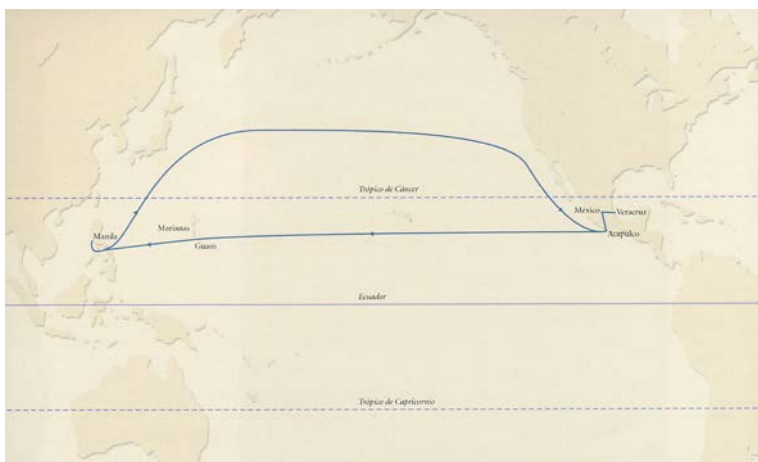 Trópico de Cáncer
México
Veracruz
Marianas
Manila
Guam
Acapulco
Ecuador
Trópico de Capricornio